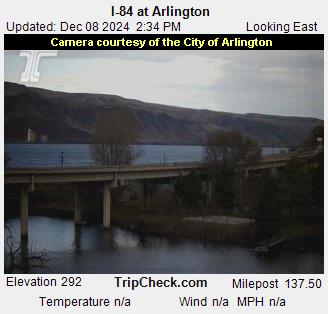 I-84 at Arlington
Updated: Dec 08 2024 2:34 PM Looking East
Camera courtesy of the City of Arlington
Elevation 292 TripCheck.com Milepost 137.50
Temperature n/a Wind n/a MPH n/a